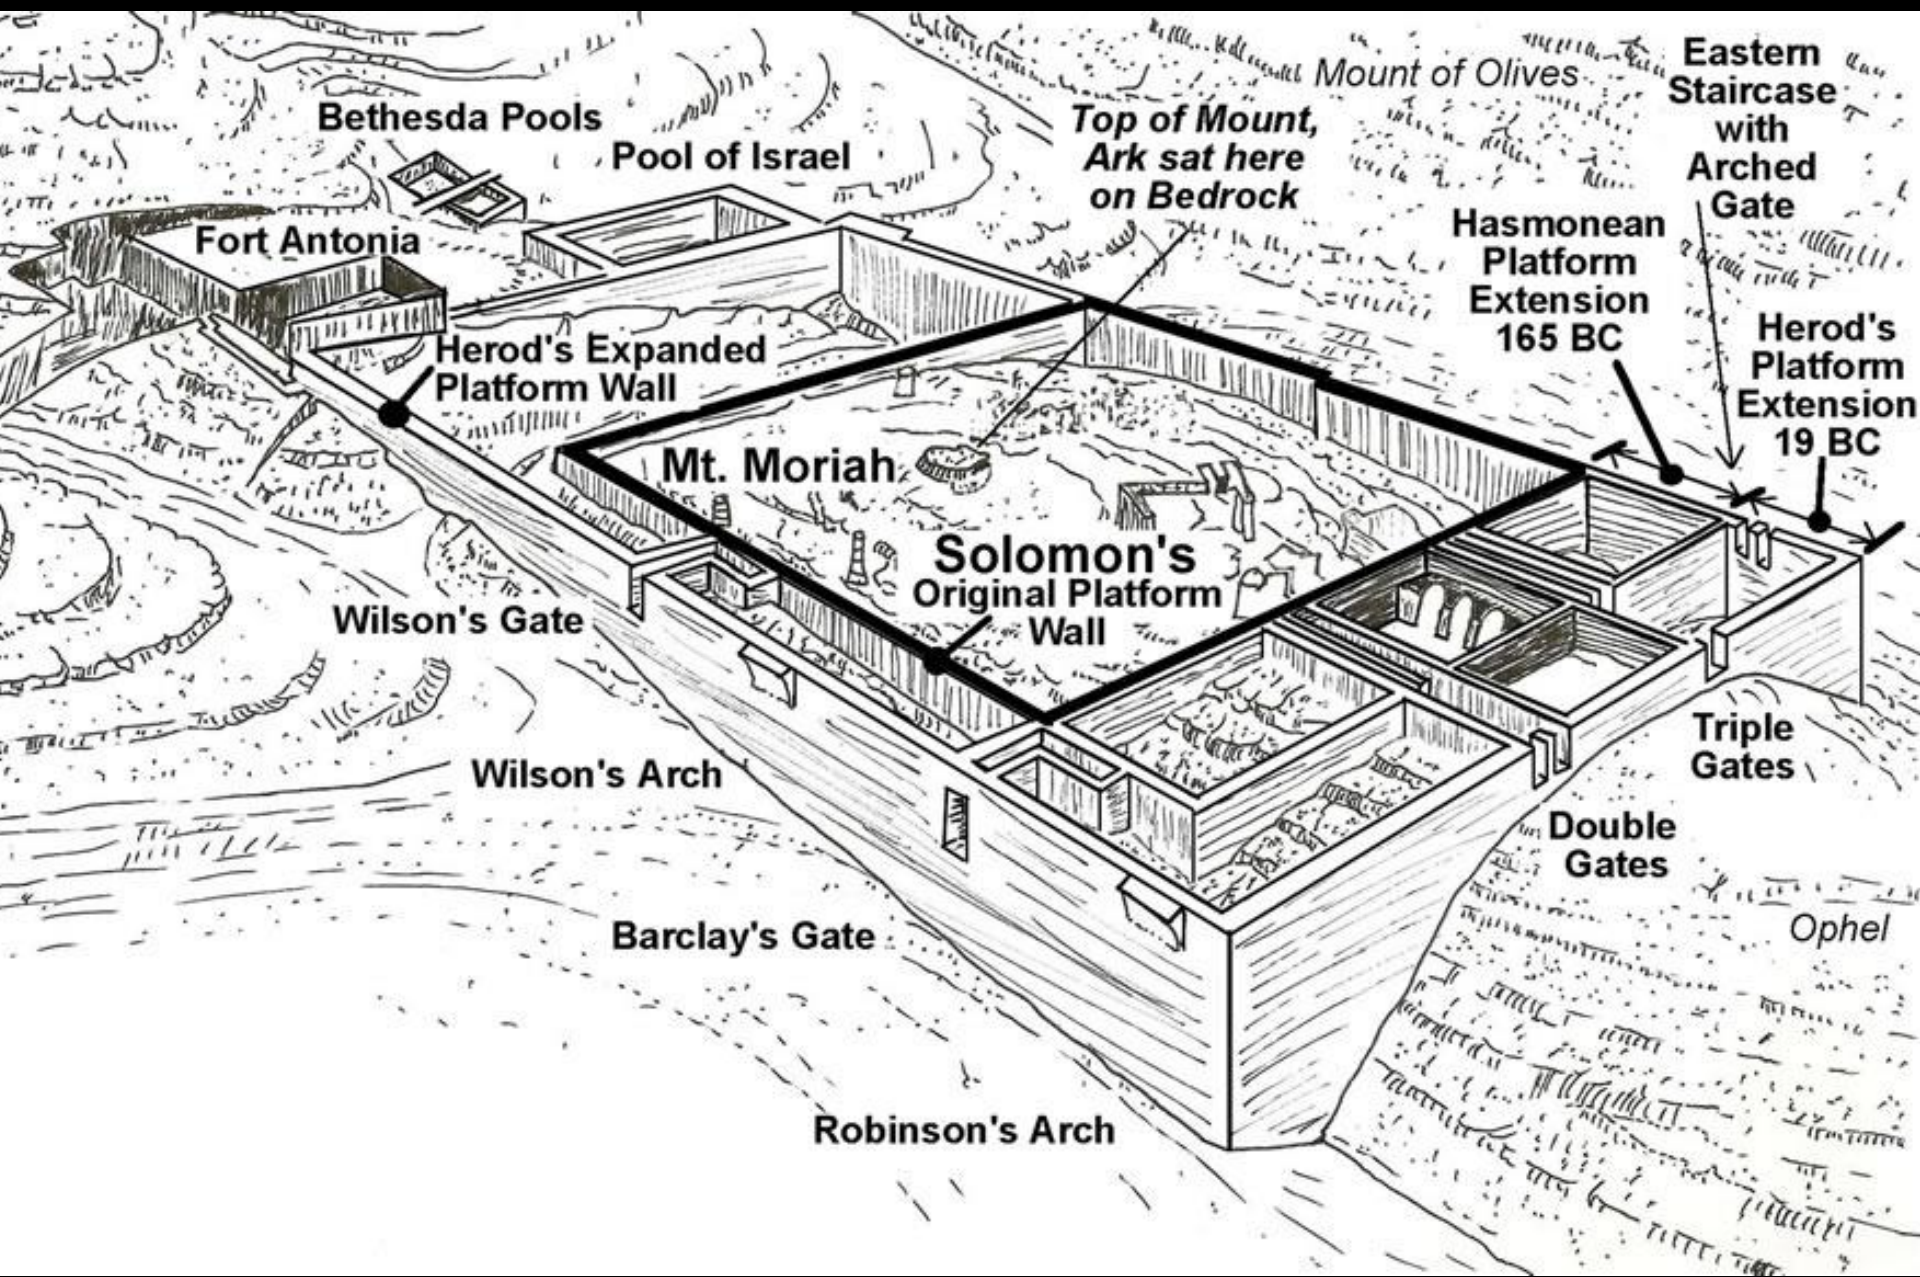 Mount of Olives
Eastern
Staircase
with
Arched
Gate
Bethesda Pools
Pool of Israel
Top of Mount,
Ark sat here
on Bedrock
Hasmonean
Platform
Extension
165 BC
Fort Antonia
Herod's
Platform
Extension
19 BC
Herod's Expanded
Platform Wall
Mt. Moriah
Solomon's
Original Platform
Wall
Wilson's Gate
Wilson's Arch
Triple
Gates
Double
Gates
Barclay's Gate
Ophel
Robinson's Arch